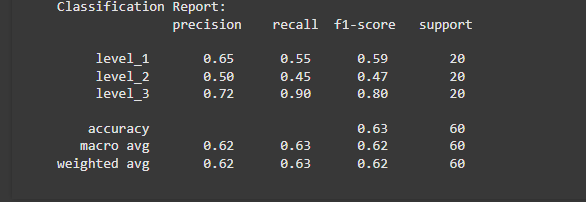 Classification Report:
precision recall f1-score support
level_1 0.65 0.55 0.59 20
level_2 0.50 0.45 0.47 20
level_3 0.72 0.90 0.80 20
accuracy 0.63 60
macro avg 0.62 0.63 0.62 60
weighted avg 0.62 0.63 0.62 60